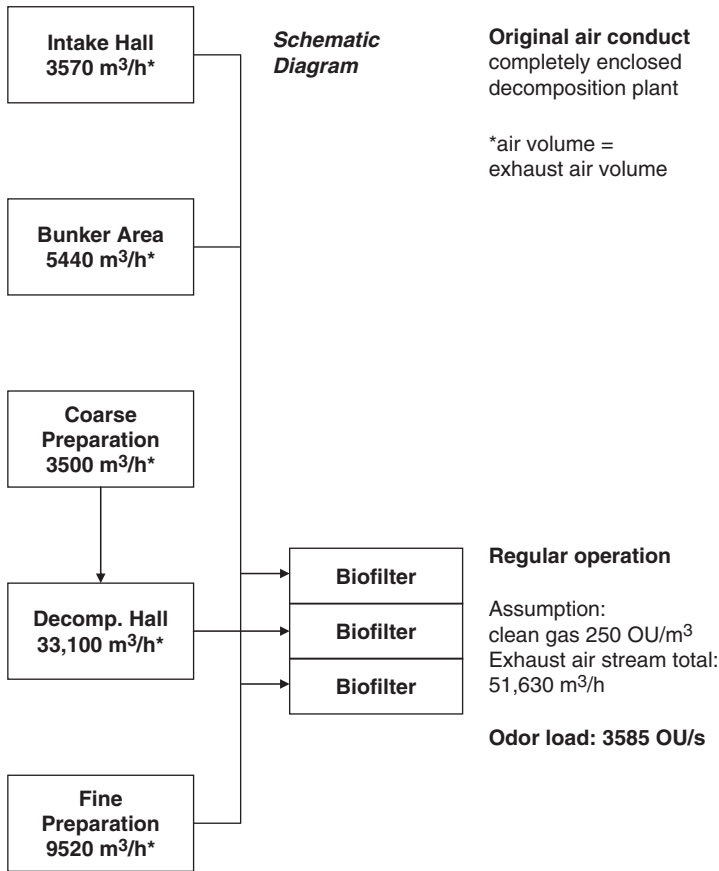 Intake Hall
3570 m³/h*
Schematic
Diagram
Original air conduct
completely enclosed
decomposition plant
*air volume =
exhaust air volume
Bunker Area
5440 m³/h*
Coarse
Preparation
3500 m³/h*
Decomp. Hall
33,100 m³/h*
Biofilter
Biofilter
Biofilter
Regular operation
Assumption:
clean gas 250 OU/m³
Exhaust air stream total:
51,630 m³/h
Odor load: 3585 OU/s
Fine
Preparation
9520 m³/h*